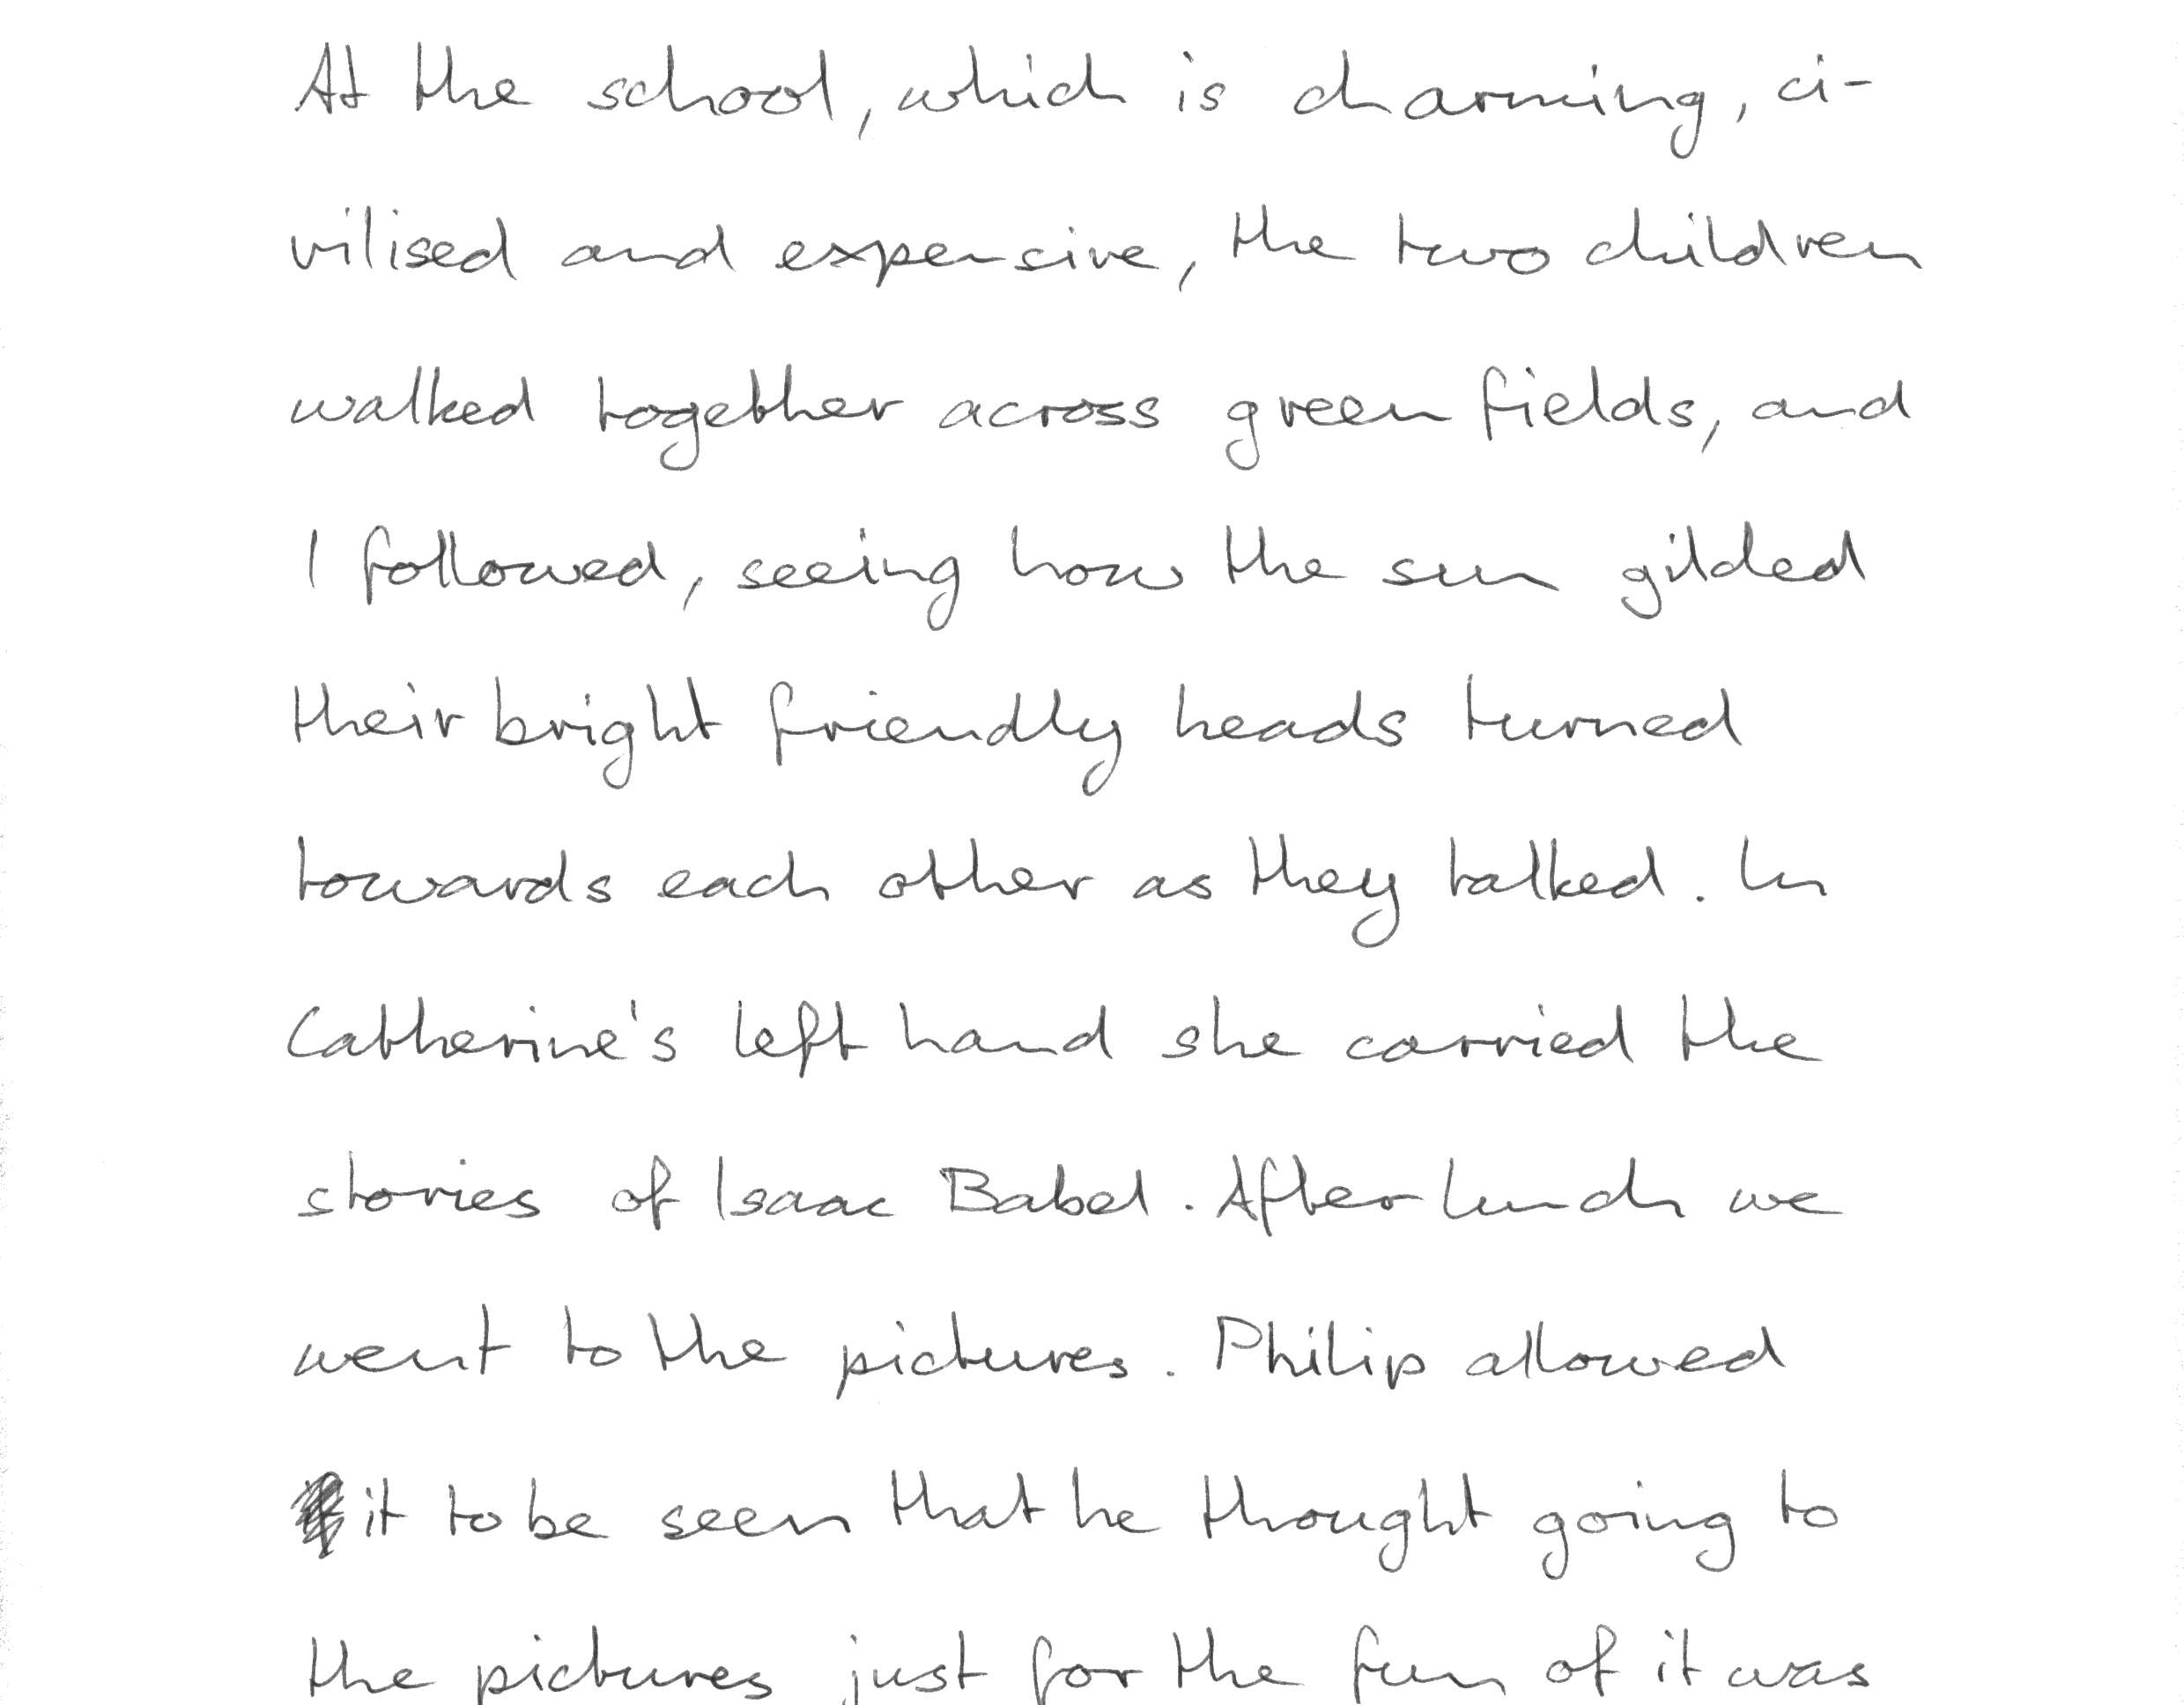 At the school, which is charming, ci-
vilised and expensive, the two children
walked together across green fields, and
I followed, seeing how the sun gilded
their bright friendly heads turned
towards each other as they talked. In
Catherine's left hand she carried the
stories of Isaac Babel. After lunch we
went to the pictures. Philip allowed
it to be seen that he thought going to
the pictures just for the fun of it was